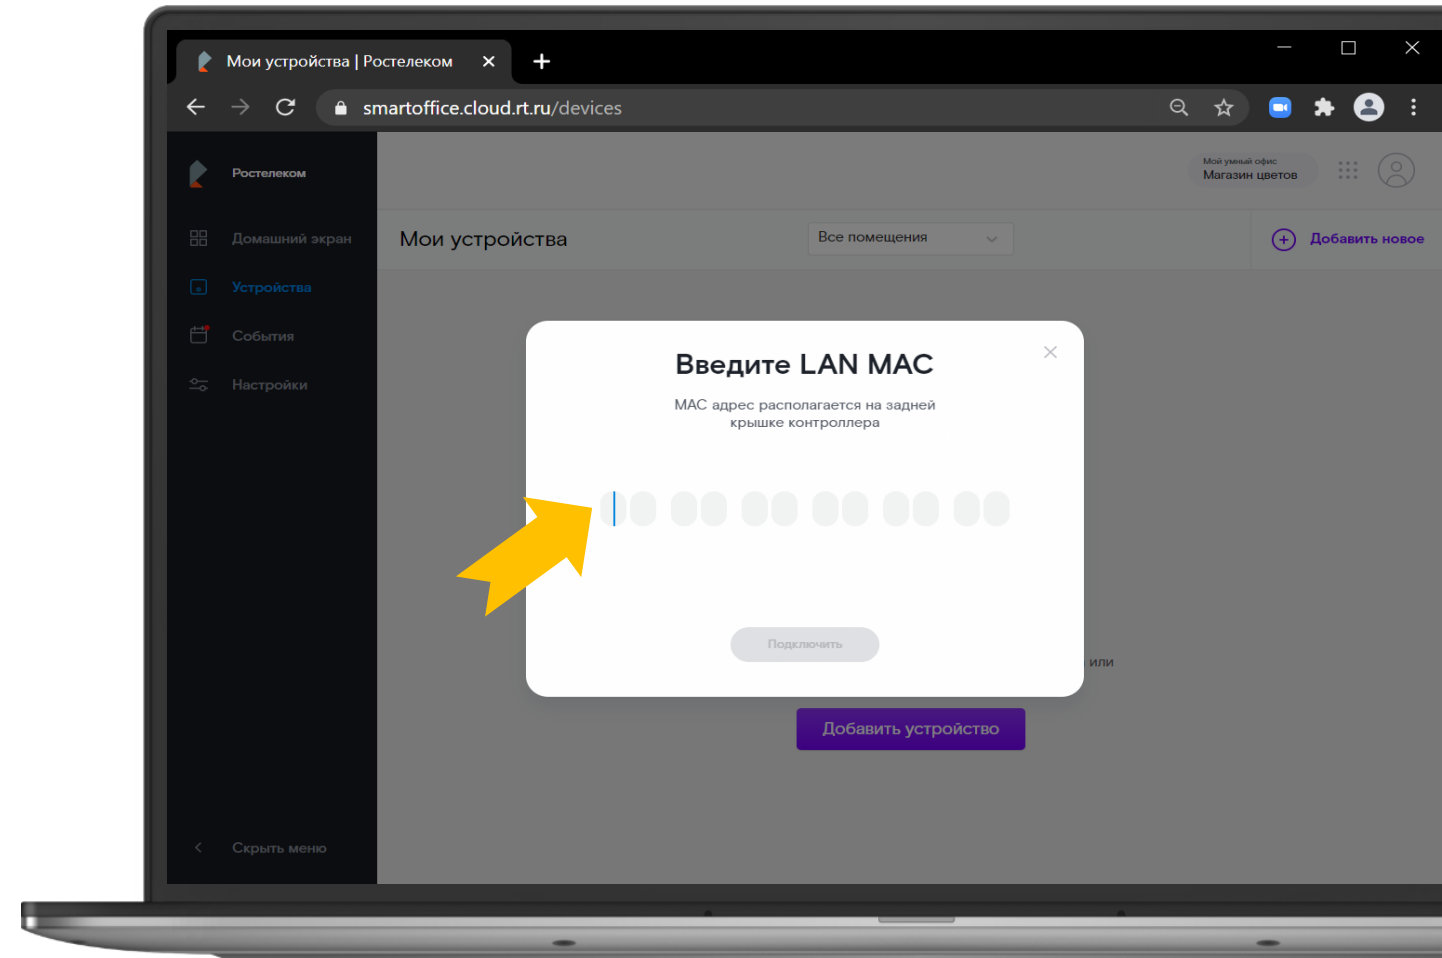 Мои устройства | Ростелеком
smartoffice.cloud.rt.ru/devices
Ростелеком
Мой умный офис
Магазин цветов
Домашний экран
Мои устройства
Все помещения
Добавить новое
Устройства
События
Настройки
Введите LAN MAC
MAC адрес располагается на задней
крышке контроллера
Подключить
или
Добавить устройство
Скрыть меню